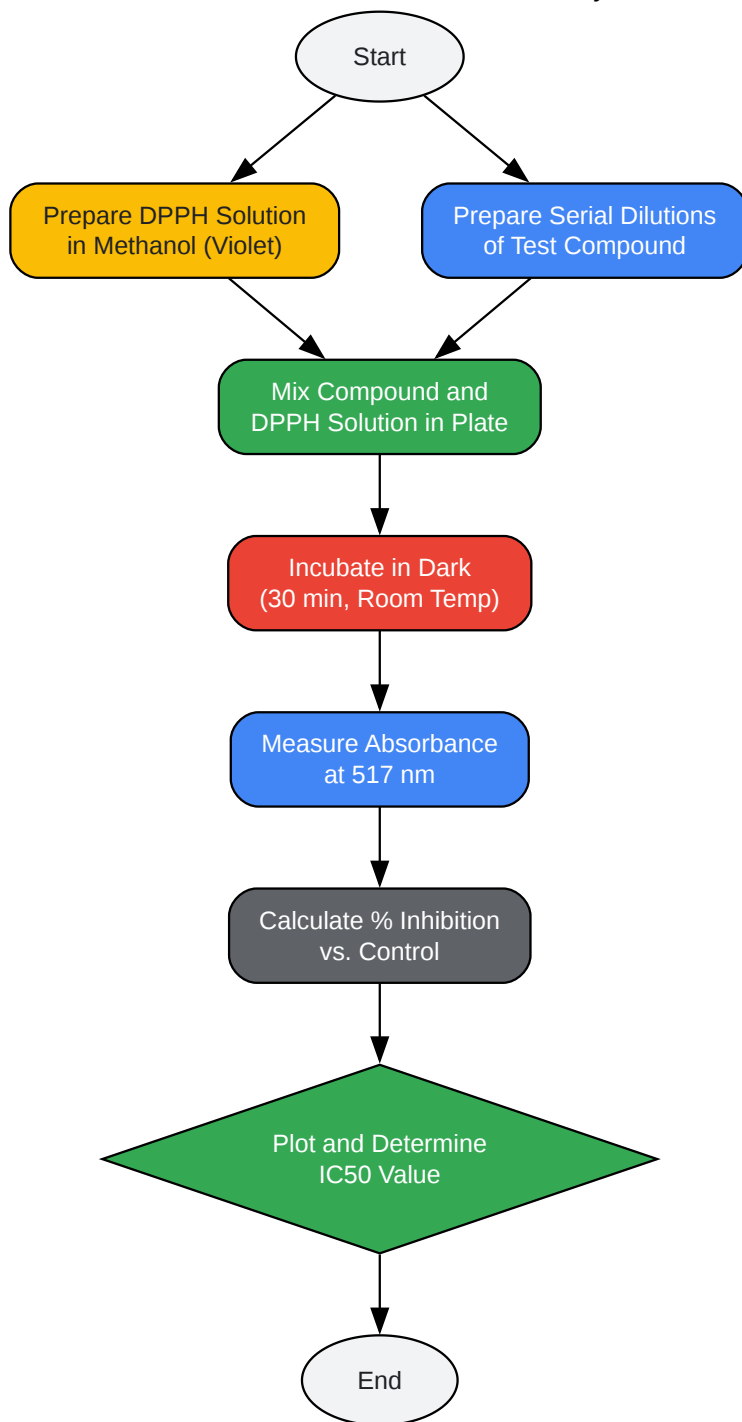 Start
Prepare DPPH Solution
in Methanol (Violet)
Prepare Serial Dilutions
of Test Compound
Mix Compound and
DPPH Solution in Plate
Incubate in Dark
(30 min, Room Temp)
Measure Absorbance
at 517 nm
Calculate % Inhibition
vs. Control
Plot and Determine
IC50 Value
End